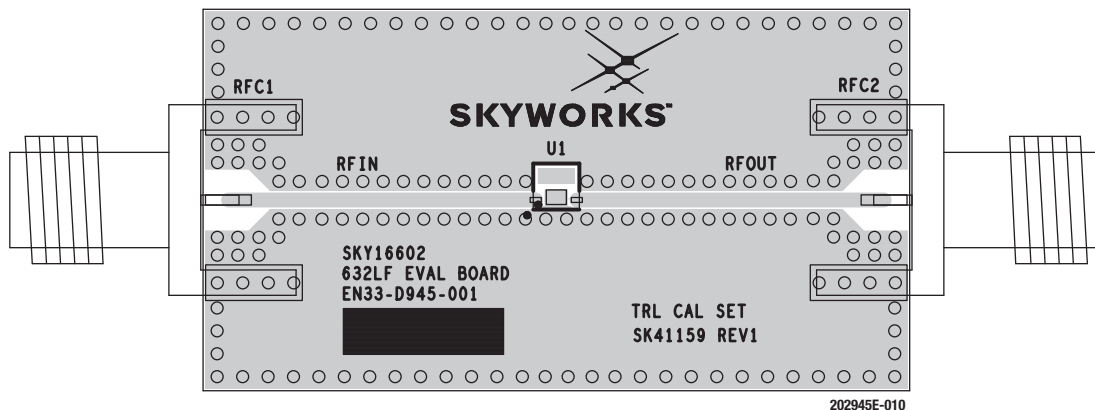 RFC1
RFC2
SKYWORKS™
U1
RFIN
RFOUT
SKY16602
632LF EVAL BOARD
EN33-D945-001
TRL CAL SET
SK41159 REV1
202945E-010